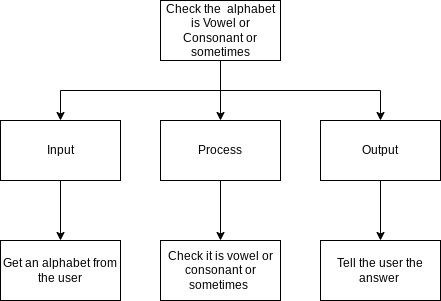 Check the alphabet
is Vowel or
Consonant or
sometimes
Input
Process
Output
Get an alphabet from
the user
Check it is vowel or
consonant or
sometimes
Tell the user the
answer